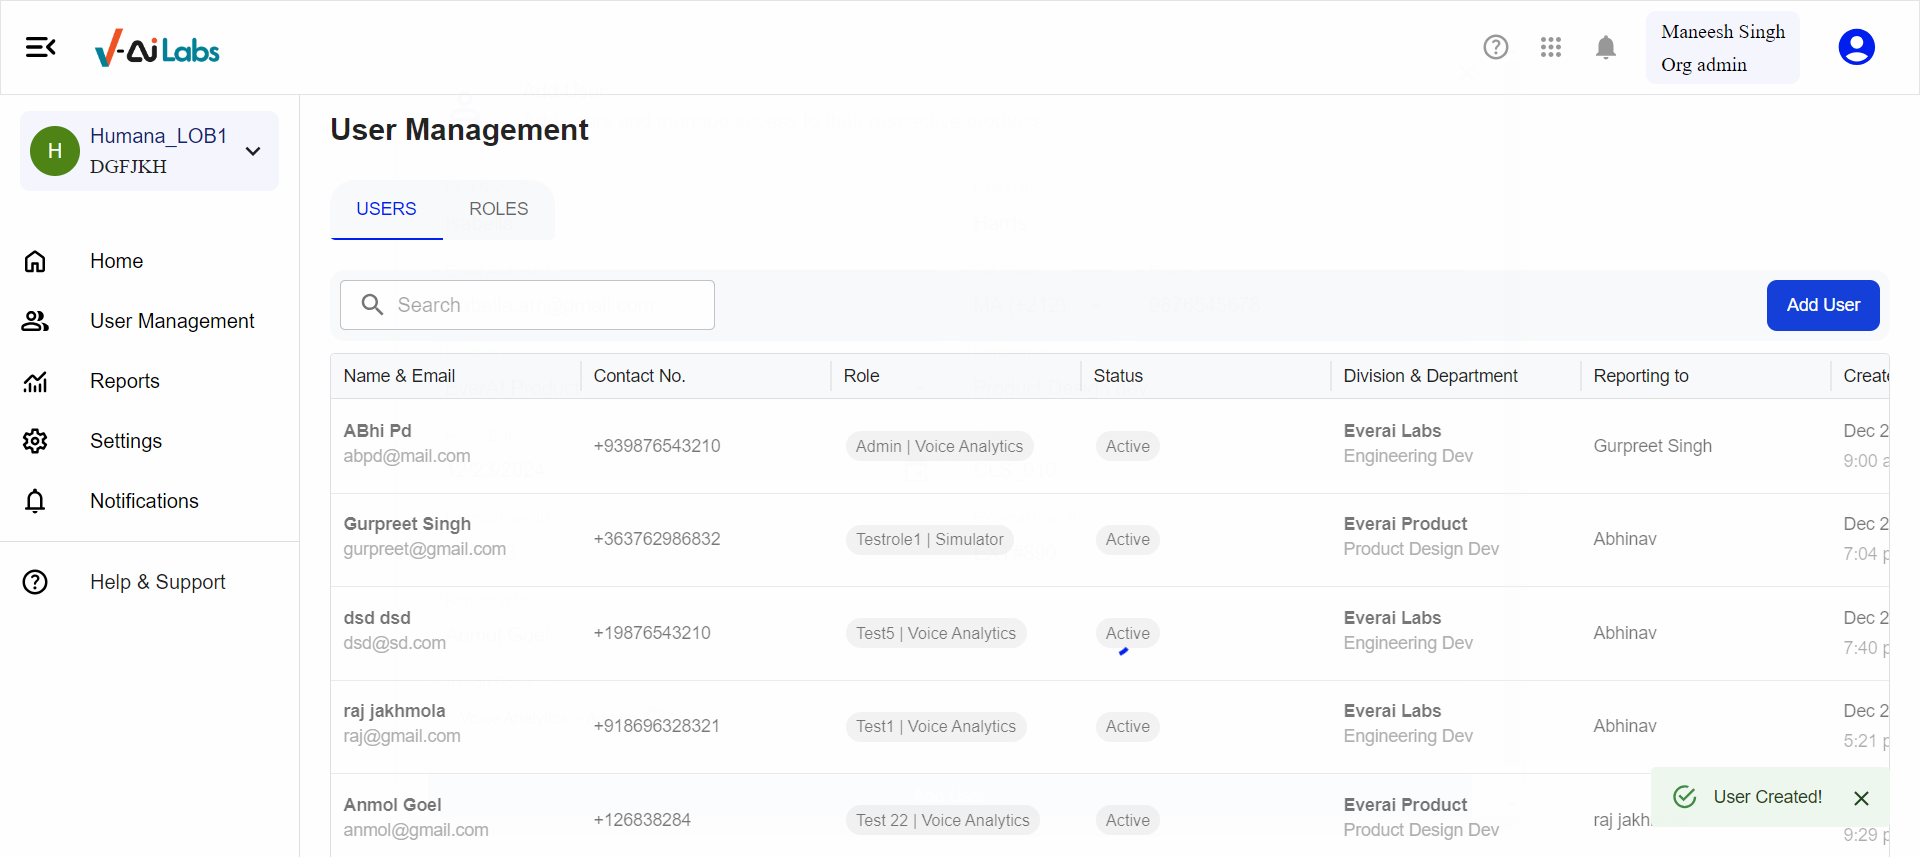 V-Ai Labs
Maneesh Singh
Org admin
H
Humana_LOB1
DGFJKH
Home
User Management
Reports
Settings
Notifications
Help & Support
User Management
USERS ROLES
Search
Add User
Name & Email Contact No. Role Status Division & Department Reporting to Create
ABhi Pd
abpd@mail.com
+939876543210
Admin | Voice Analytics
Active
Everai Labs
Engineering Dev
Gurpreet Singh
Dec 2
9:00 a
Gurpreet Singh
gurpreet@gmail.com
+363762986832
Testrole1 | Simulator
Active
Everai Product
Product Design Dev
Abhinav
Dec 2
7:04 p
dsd dsd
dsd@sd.com
+19876543210
Test5 | Voice Analytics
Active
Everai Labs
Engineering Dev
Abhinav
Dec 2
7:40 p
raj jakhmola
raj@gmail.com
+918696328321
Test1 | Voice Analytics
Active
Everai Labs
Engineering Dev
Abhinav
Dec 2
5:21 p
Anmol Goel
anmol@gmail.com
+126838284
Test 22 | Voice Analytics
Active
Everai Product
Product Design Dev
raj jakh
9:29 p
User Created!